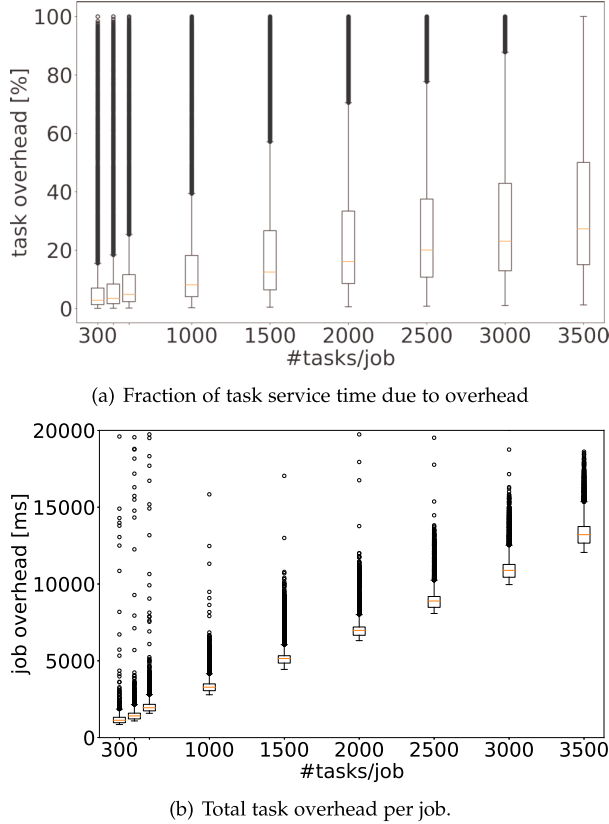 100
80
60
40
20
0
task overhead [%]
300 1000 1500 2000 2500 3000 3500
#tasks/job
(a) Fraction of task service time due to overhead
20000
15000
10000
5000
0
job overhead [ms]
300 1000 1500 2000 2500 3000 3500
#tasks/job
(b) Total task overhead per job.